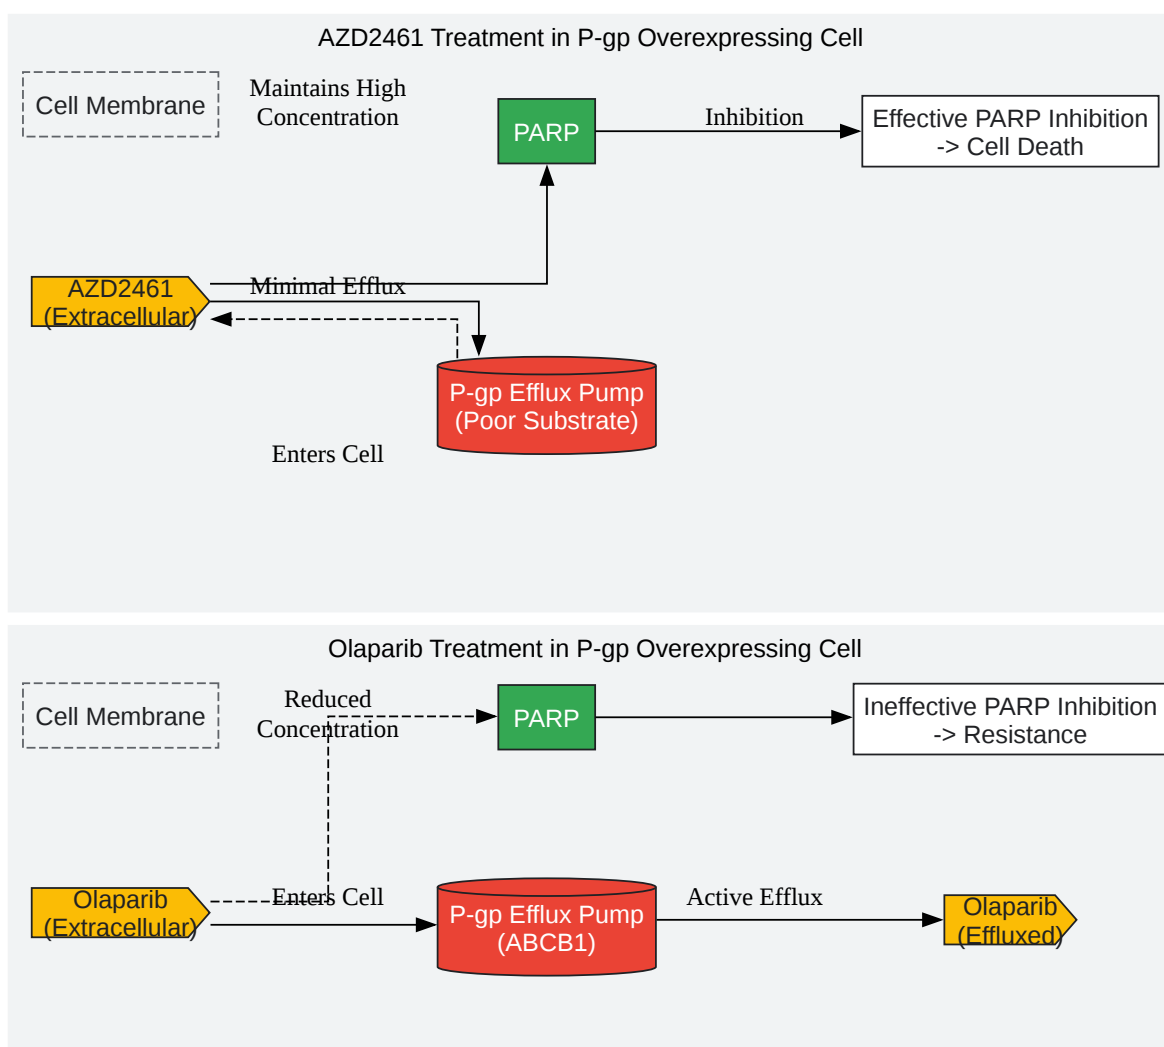 AZD2461 Treatment in P-gp Overexpressing Cell
Cell Membrane
Maintains High
Concentration
PARP
Inhibition
Effective PARP Inhibition
-> Cell Death
AZD2461
(Extracellular)
Minimal Efflux
P-gp Efflux Pump
(Poor Substrate)
Enters Cell
Olaparib Treatment in P-gp Overexpressing Cell
Cell Membrane
Reduced
Concentration
PARP
Ineffective PARP Inhibition
-> Resistance
Olaparib
(Extracellular)
Enters Cell
P-gp Efflux Pump
(ABCB1)
Active Efflux
Olaparib
(Effluxed)